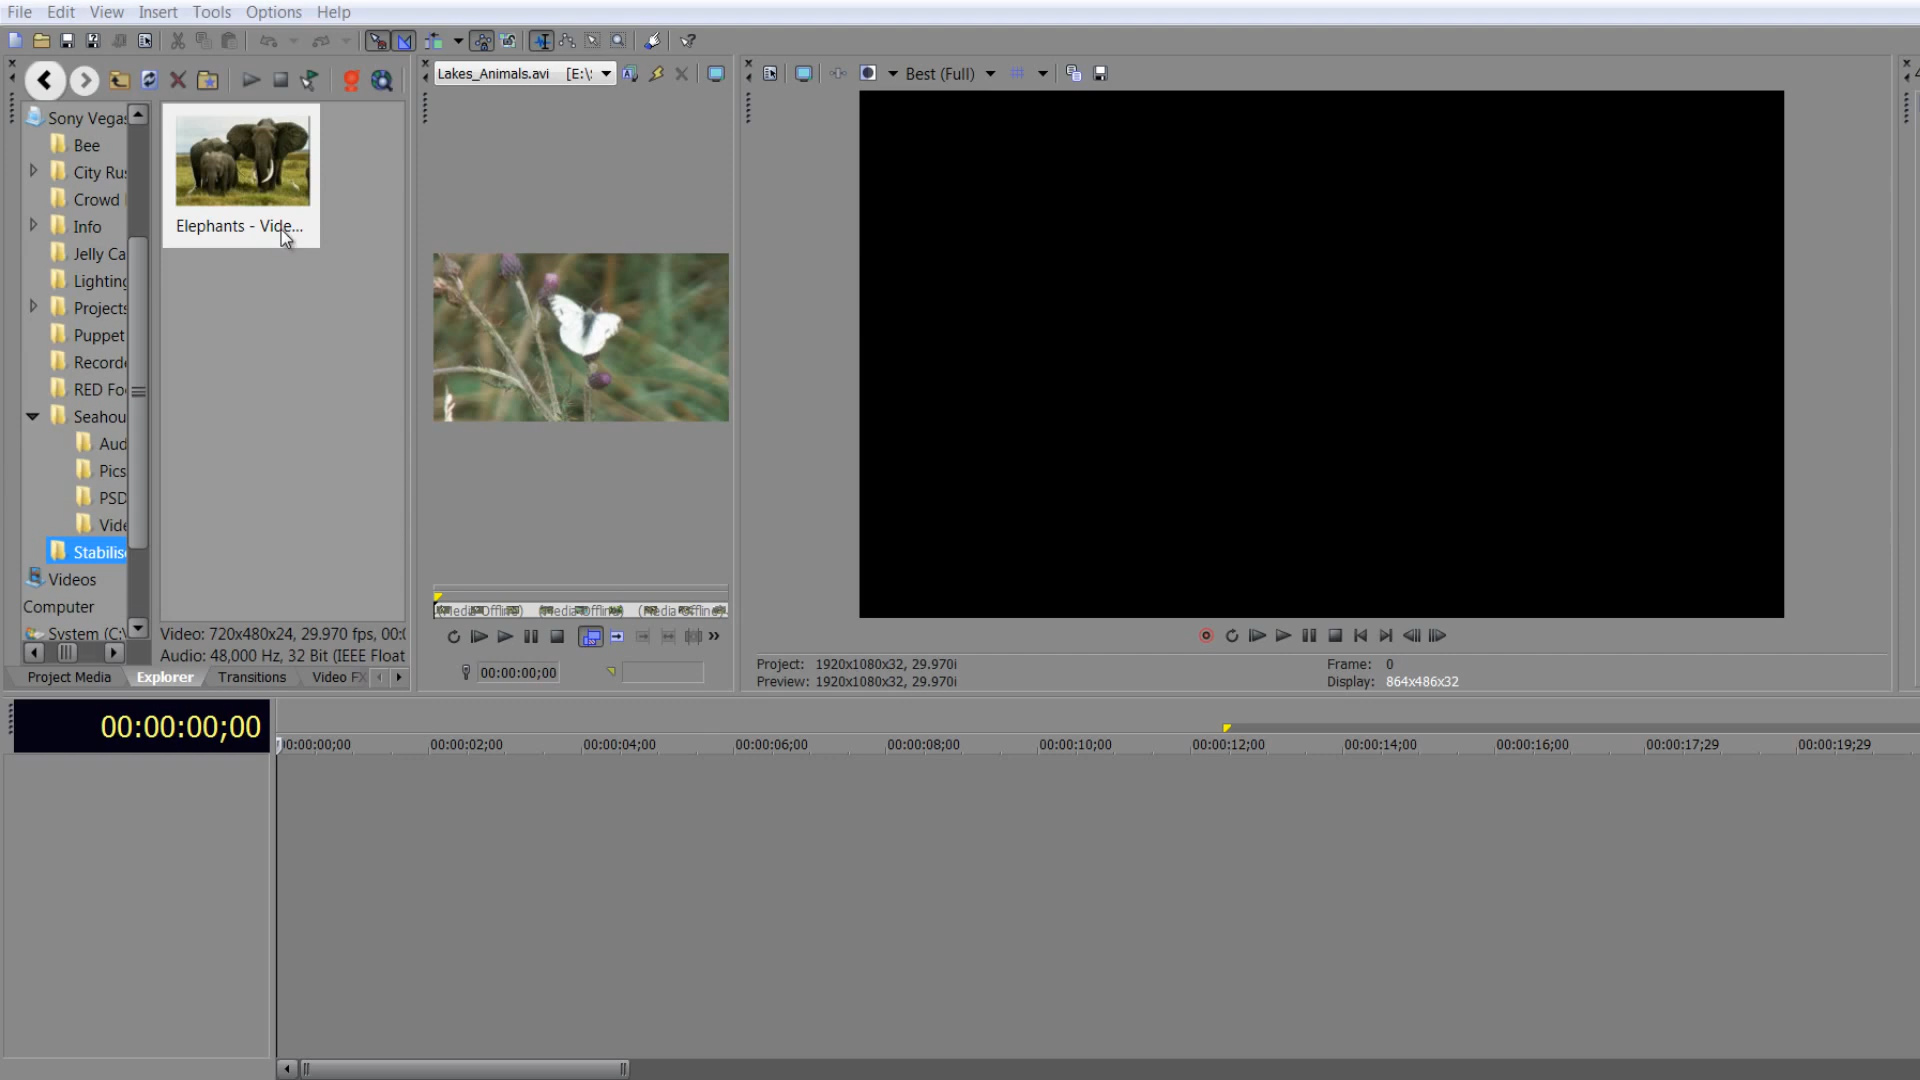 File Edit View Insert Tools Options Help
Lakes_Animals.avi [E:\
Best (Full)
Sony Vega
Bee
City Ru
Crowd
Info
Jelly Ca
Lighting
Projects
Puppet
Recorde
RED Fo
Seahou
Aud
Pics
PSD
Vide
Stabilis
Videos
Computer
System (C:\
Elephants - Vide...
Video: 720x480x24, 29.970 fps, 00:
Audio: 48,000 Hz, 32 Bit (IEEE Float
Project Media Explorer Transitions Video FX
00:00:00;00
Project: 1920x1080x32, 29.970i
Preview: 1920x1080x32, 29.970i
Frame: 0
Display: 864x486x32
00:00:00;00
00:00:00;00 00:00:02;00 00:00:04;00 00:00:06;00 00:00:08;00 00:00:10;00 00:00:12;00 00:00:14;00 00:00:16;00 00:00:17;29 00:00:19;29